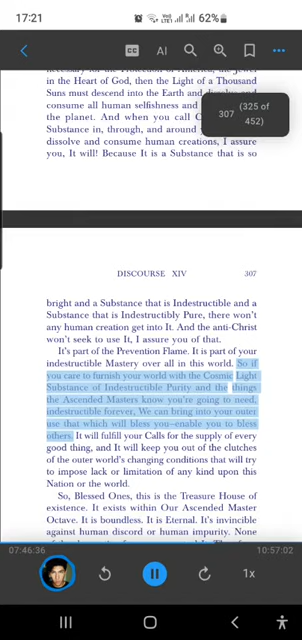 17:21
62%
AI
necessary for the Protection of America, the Jewel
in the Heart of God, then the Light of a Thousand
Suns must descend into the Earth and dissolve and
consume all human selfishness and
the planet. And when you call
Substance in, through, and around
dissolve and consume human creations, I assure
you, It will! Because It is a Substance that is so
307 (325 of
452)
DISCOURSE XIV 307
bright and a Substance that is Indestructible and a
Substance that is Indestructibly Pure, there won't
any human creation get into It. And the anti-Christ
won't seek to use It, I assure you of that.
It's part of the Prevention Flame. It is part of your
indestructible Mastery over all in this world. So if
you care to furnish your world with the Cosmic Light
Substance of Indestructible Purity and the things
the Ascended Masters know you're going to need,
indestructible forever, We can bring into your outer
use that which will bless you—enable you to bless
others. It will fulfill your Calls for the supply of every
good thing, and It will keep you out of the clutches
of the outer world's changing conditions that will try
to impose lack or limitation of any kind upon this
Nation or the world.
So, Blessed Ones, this is the Treasure House of
existence. It exists within Our Ascended Master
Octave. It is boundless. It is Eternal. It's invincible
against human discord or human impurity. None
07:46:36 10:57:02
1x